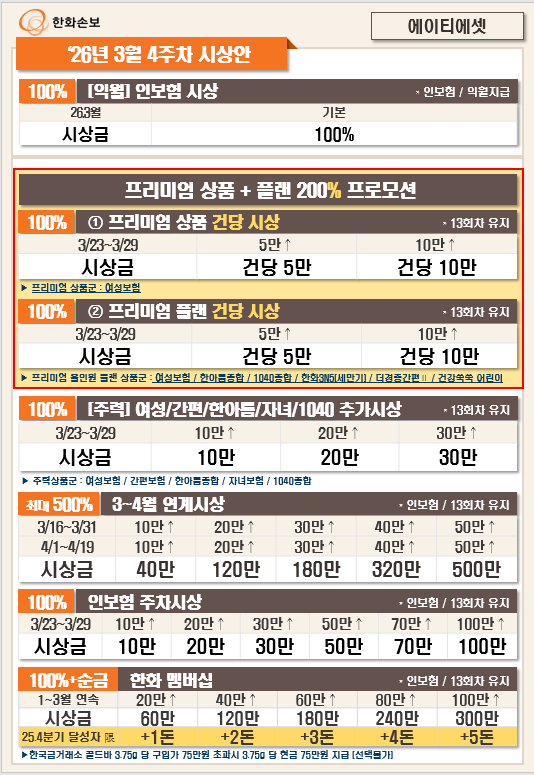 한화손보
에이티에셋
‘26년 3월 4주차 시상안
100% [익월] 인보험 시상 * 인보험 / 익월지급
26.3월 기본
시상금 100%
프리미엄 상품 + 플랜 200% 프로모션
100% ① 프리미엄 상품 건당 시상 * 13회차 유지
3/23~3/29 5만↑ 10만↑
시상금 건당 5만 건당 10만
▶ 프리미엄 상품군 : 여성보험
100% ② 프리미엄 플랜 건당 시상 * 13회차 유지
3/23~3/29 5만↑ 10만↑
시상금 건당 5만 건당 10만
▶ 프리미엄 올인원 플랜 상품군 : 여성보험 / 한아름종합 / 1040종합 / 한화3N5(세만기) / 더경증간편Ⅱ / 건강쑥쑥 어린이
100% [주력] 여성/간편/한아름/자녀/1040 추가시상 * 13회차 유지
3/23~3/29 10만↑ 20만↑ 30만↑
시상금 10만 20만 30만
▶ 주력상품군 : 여성보험 / 간편보험 / 한아름종합 / 자녀보험 / 1040종합
최대 500% 3~4월 연계시상 * 인보험 / 13회차 유지
3/16~3/31 10만↑ 20만↑ 30만↑ 40만↑ 50만↑
4/1~4/19 10만↑ 20만↑ 30만↑ 40만↑ 50만↑
시상금 40만 120만 180만 320만 500만
100% 인보험 주차시상 * 인보험 / 13회차 유지
3/23~3/29 10만↑ 20만↑ 30만↑ 50만↑ 70만↑ 100만↑
시상금 10만 20만 30만 50만 70만 100만
100%+순금 한화 멤버십 * 인보험 / 13회차 유지
1~3월 연속 20만↑ 40만↑ 60만↑ 80만↑ 100만↑
시상금 60만 120만 180만 240만 300만
25.4분기 달성자 限 +1돈 +2돈 +3돈 +4돈 +5돈
▶한국금거래소 골드바 3.75g 당 구입가 75만원 초과시 3.75g 당 현금 75만원 지급 [선택불가]